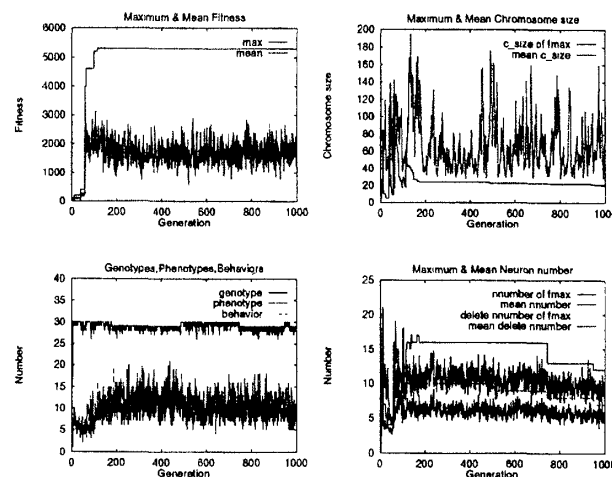 Maximum & Mean Fitness
max
mean
Fitness
6000
5000
4000
3000
2000
1000
0
0 200 400 600 800 1000
Generation
Maximum & Mean Chromosome size
c_size of fmax
mean c_size
Chromosome size
200
180
160
140
120
100
80
60
40
20
0
0 200 400 600 800 1000
Generation
Genotypes,Phenotypes,Behaviors
genotype
phenotype
behavior
Number
40
35
30
25
20
15
10
5
0
0 200 400 600 800 1000
Generation
Maximum & Mean Neuron number
nnumber of fmax
mean nnumber
delete nnumber of fmax
mean delete nnumber
Number
25
20
15
10
5
0
0 200 400 600 800 1000
Generation